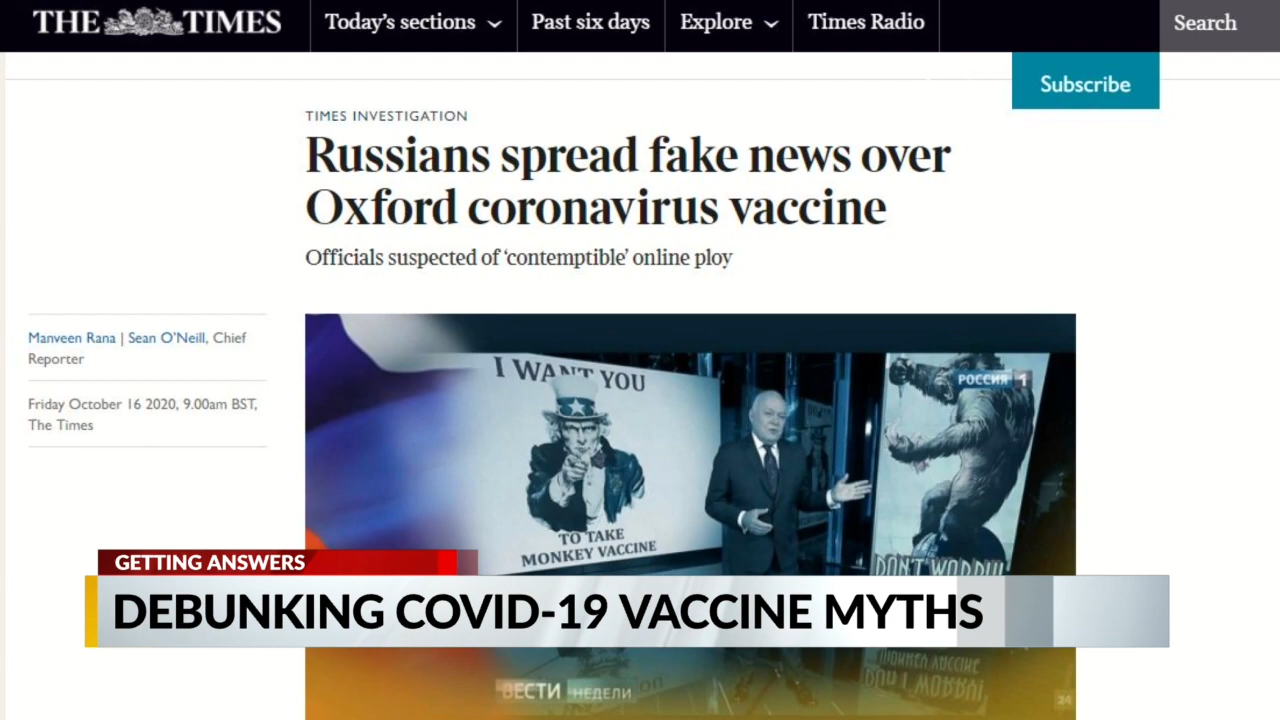 THE TIMES
Today's sections
Past six days
Explore
Times Radio
Search
Subscribe
TIMES INVESTIGATION
Russians spread fake news over
Oxford coronavirus vaccine
Officials suspected of 'contemptible' online ploy
Manveen Rana | Sean O'Neill, Chief
Reporter
Friday October 16 2020, 9.00am BST,
The Times
I WANT YOU
TO TAKE
MONKEY VACCINE
РОССИЯ 1
DON'T WORRY
GETTING ANSWERS
DEBUNKING COVID-19 VACCINE MYTHS
ВЕСТИ НЕДЕЛИ
24